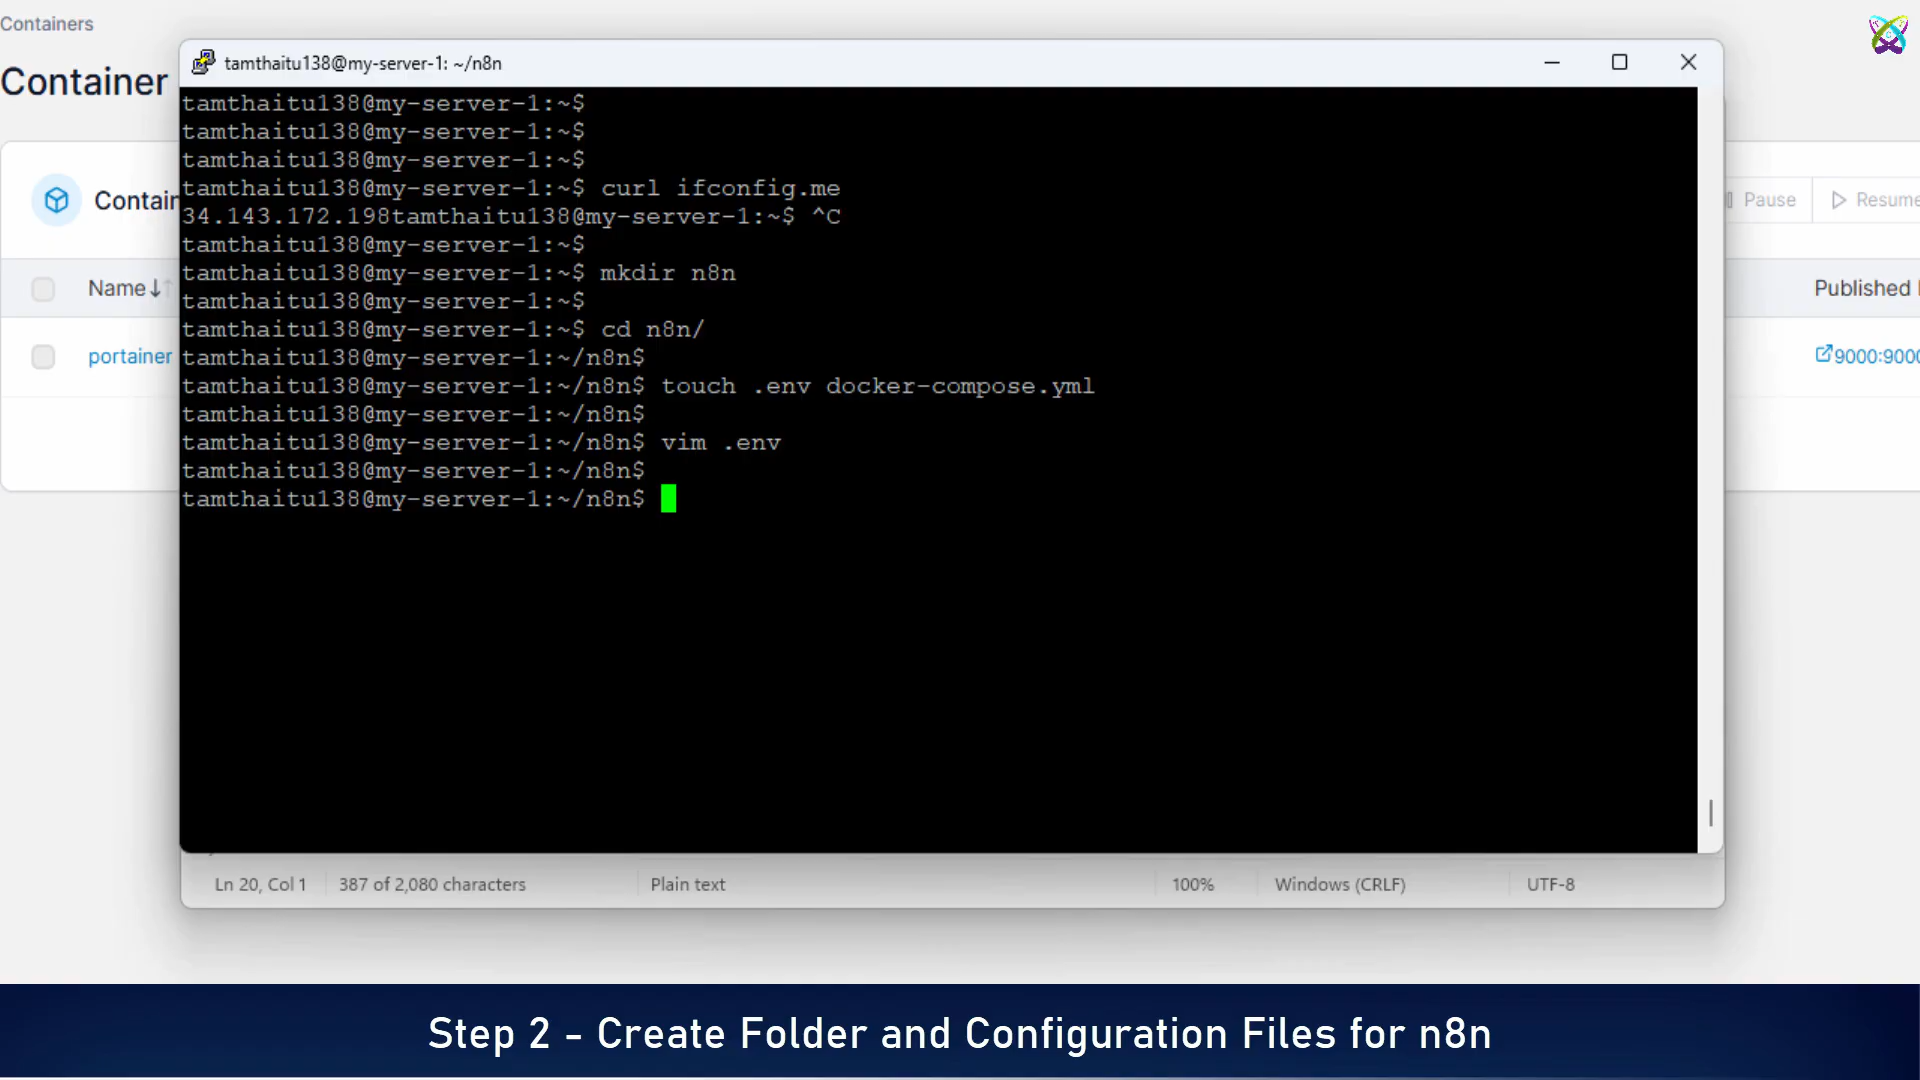 Containers
Container
tamthaitu138@my-server-1: ~/n8n
tamthaitu138@my-server-1:~$
tamthaitu138@my-server-1:~$
tamthaitu138@my-server-1:~$
tamthaitu138@my-server-1:~$ curl ifconfig.me
34.143.172.198tamthaitu138@my-server-1:~$ ^C
tamthaitu138@my-server-1:~$
tamthaitu138@my-server-1:~$ mkdir n8n
tamthaitu138@my-server-1:~$
tamthaitu138@my-server-1:~$ cd n8n/
tamthaitu138@my-server-1:~/n8n$
tamthaitu138@my-server-1:~/n8n$ touch .env docker-compose.yml
tamthaitu138@my-server-1:~/n8n$
tamthaitu138@my-server-1:~/n8n$ vim .env
tamthaitu138@my-server-1:~/n8n$
tamthaitu138@my-server-1:~/n8n$
Contain
Pause
Resume
Name
Published
portainer
9000:9000
Ln 20, Col 1
387 of 2,080 characters
Plain text
100%
Windows (CRLF)
UTF-8
Step 2 - Create Folder and Configuration Files for n8n